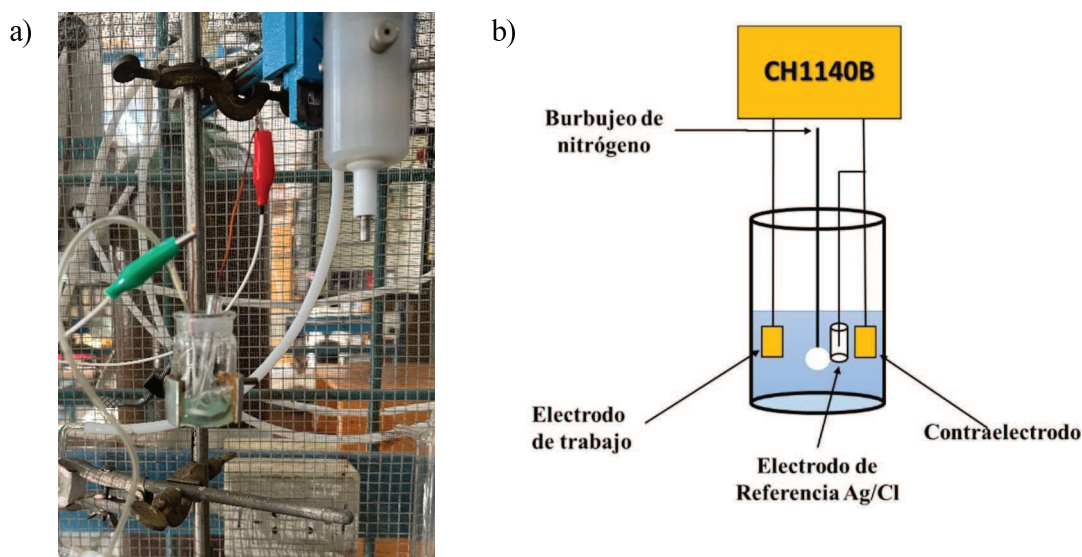 a)
b)
CH1140B
Burbujeo de
nitrógeno
Electrodo
de trabajo
Electrodo de
Referencia Ag/Cl
Contraelectrodo